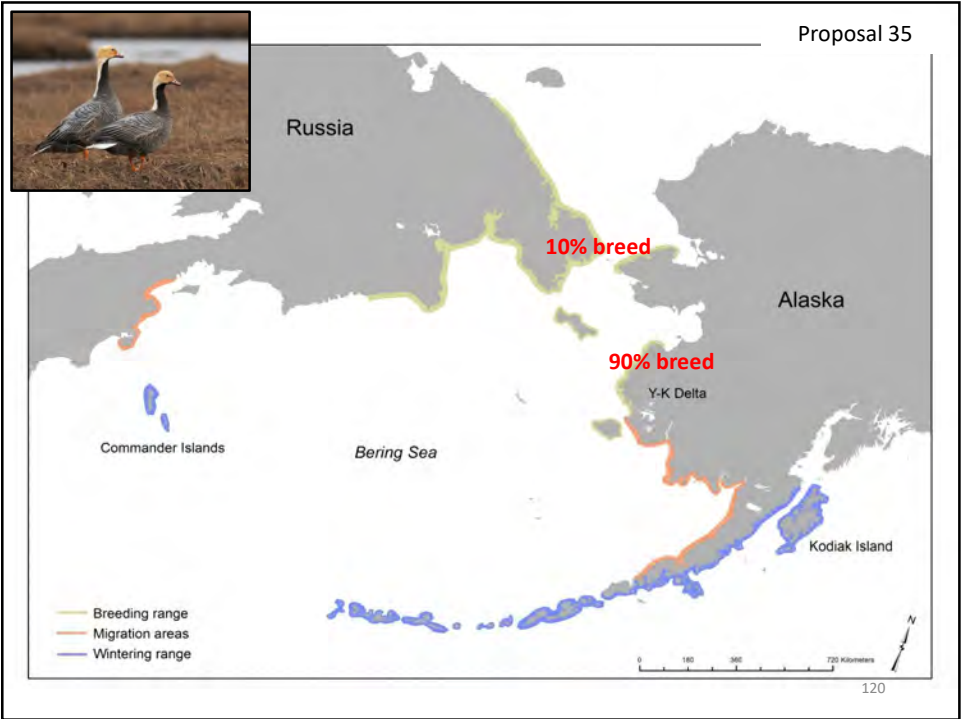 Proposal 35
Russia
10% breed
Alaska
90% breed
Y-K Delta
Commander Islands
Bering Sea
Kodiak Island
Breeding range
Migration areas
Wintering range
N
0 180 360 720 Kilometers
120